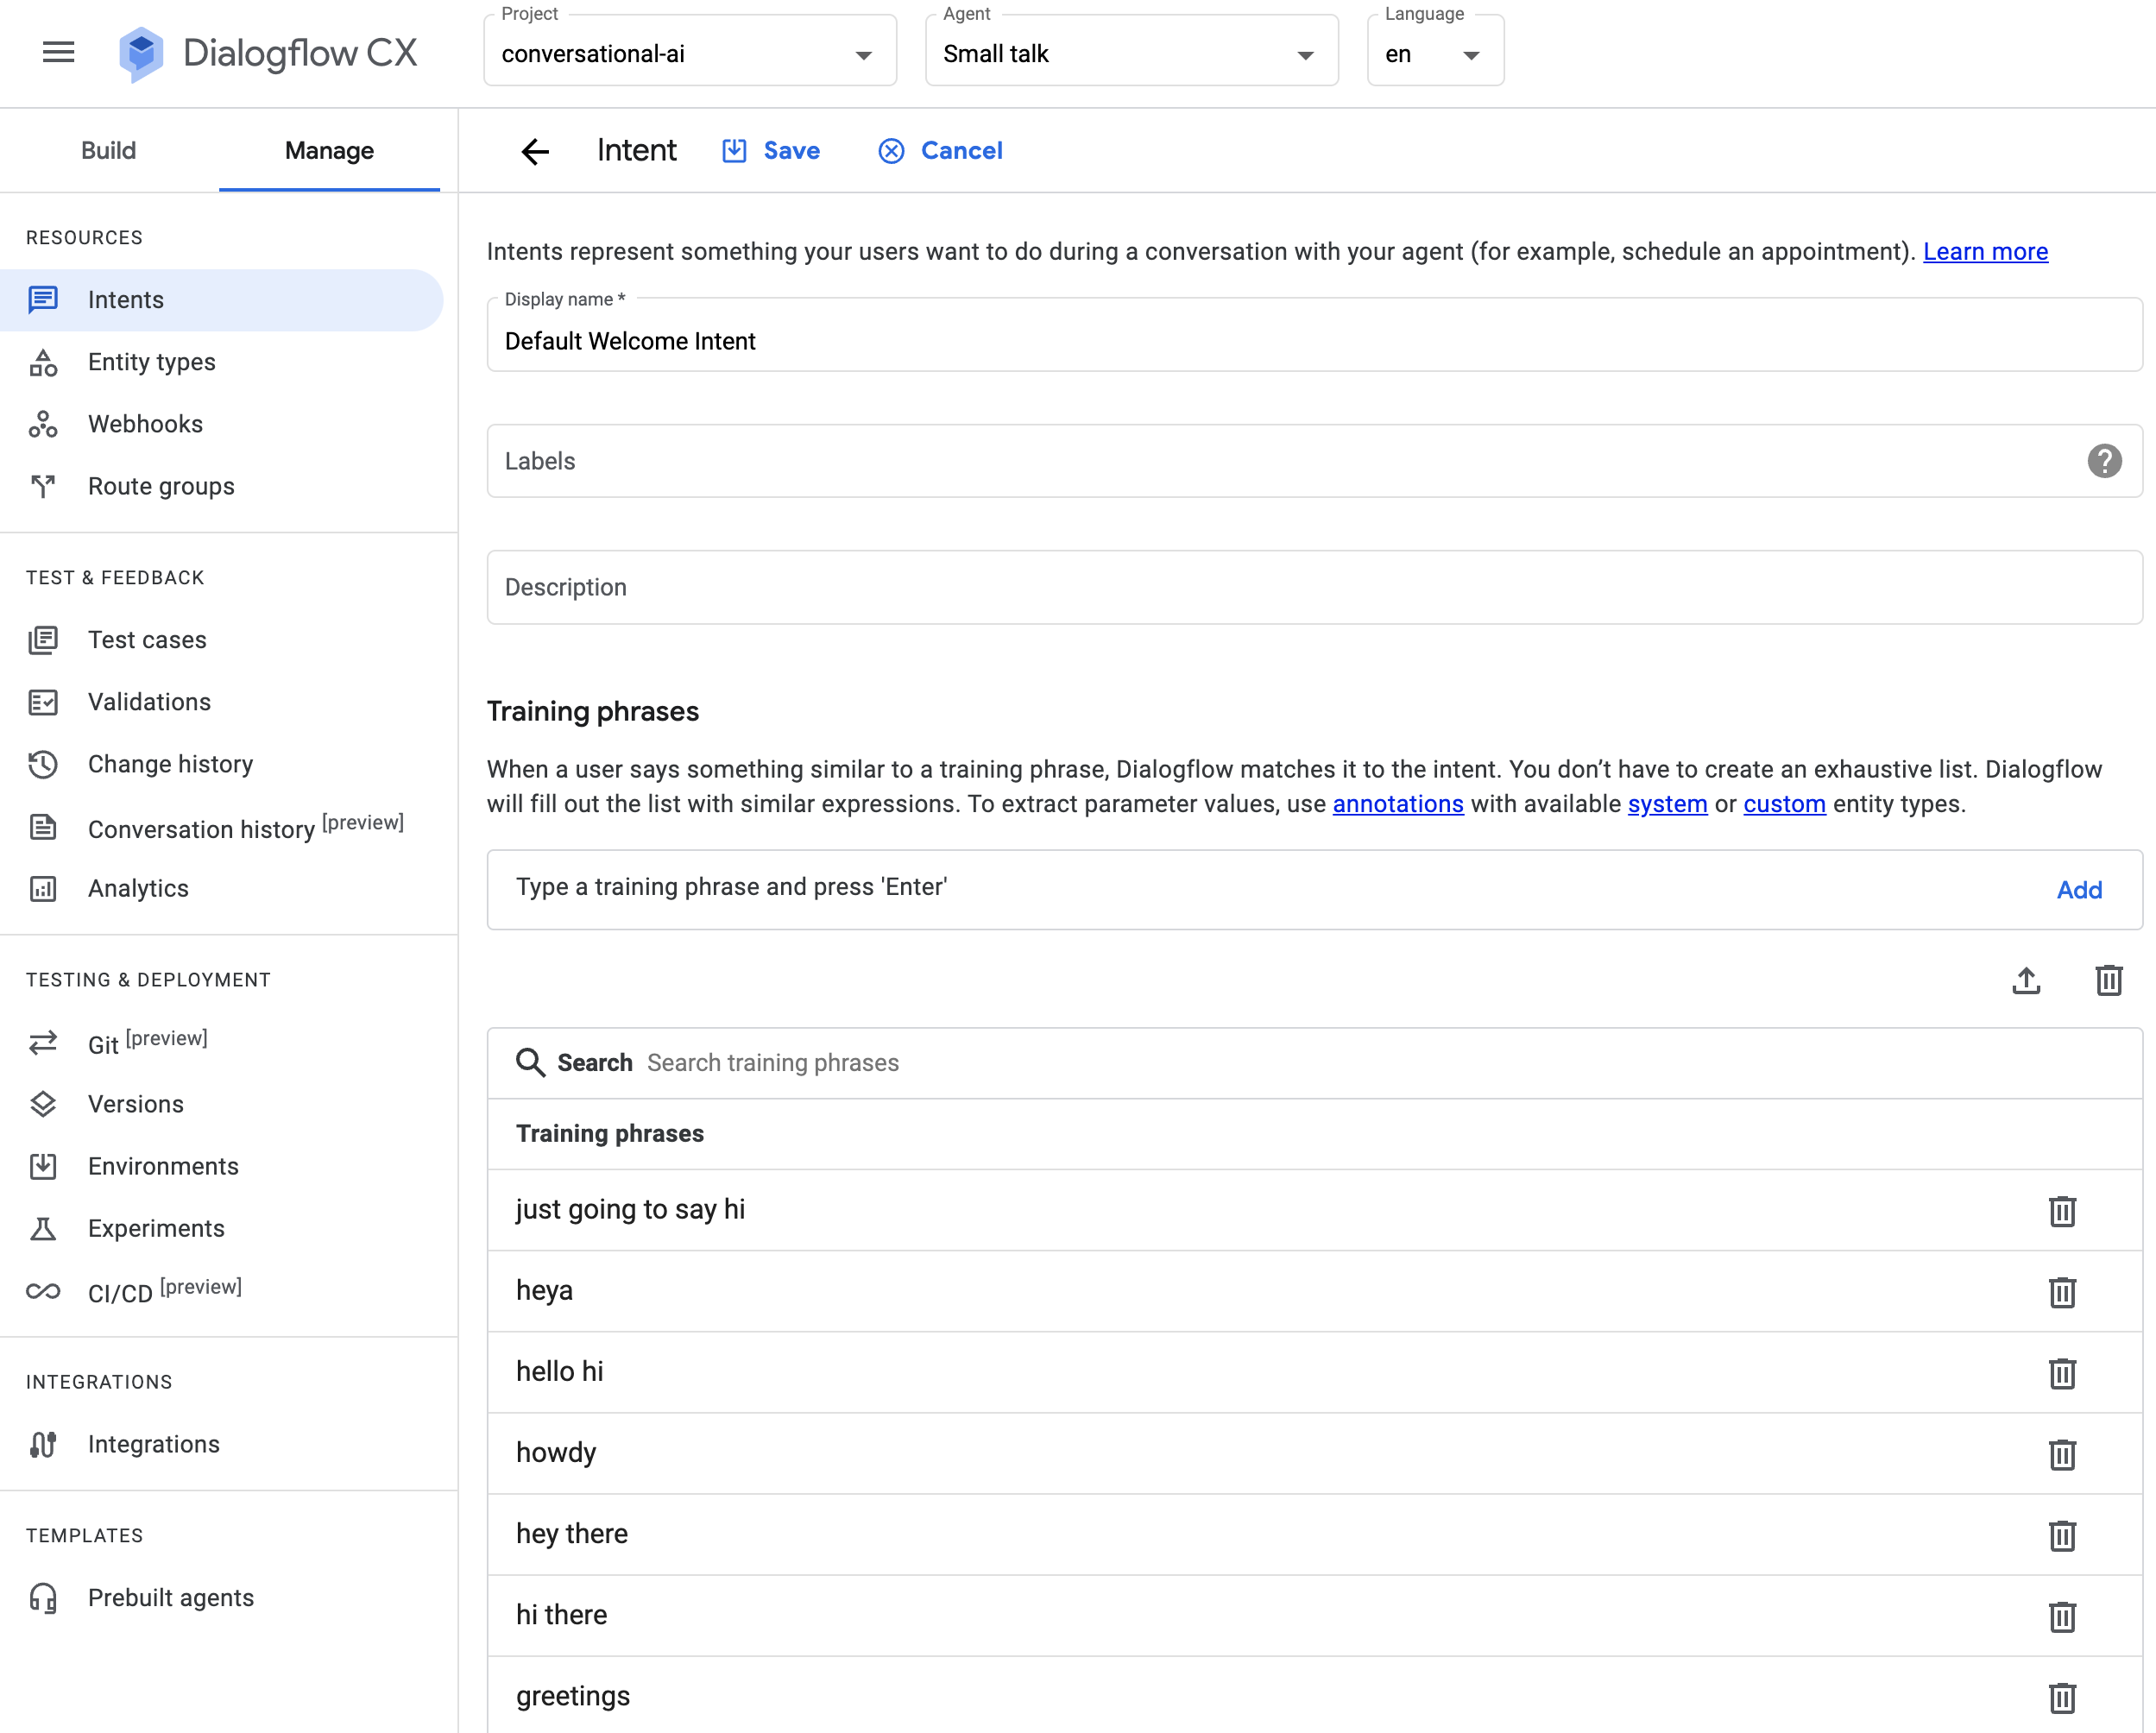 Dialogflow CX
Project
conversational-ai
Agent
Small talk
Language
en
Build
Manage
Intent
Save
Cancel
RESOURCES
Intents
Entity types
Webhooks
Route groups
TEST & FEEDBACK
Test cases
Validations
Change history
Conversation history [preview]
Analytics
TESTING & DEPLOYMENT
Git [preview]
Versions
Environments
Experiments
CI/CD [preview]
INTEGRATIONS
Integrations
TEMPLATES
Prebuilt agents
Intents represent something your users want to do during a conversation with your agent (for example, schedule an appointment). Learn more
Display name *
Default Welcome Intent
Labels
?
Description
Training phrases
When a user says something similar to a training phrase, Dialogflow matches it to the intent. You don’t have to create an exhaustive list. Dialogflow
will fill out the list with similar expressions. To extract parameter values, use annotations with available system or custom entity types.
Type a training phrase and press 'Enter'
Add
Search Search training phrases
Training phrases
just going to say hi
heya
hello hi
howdy
hey there
hi there
greetings